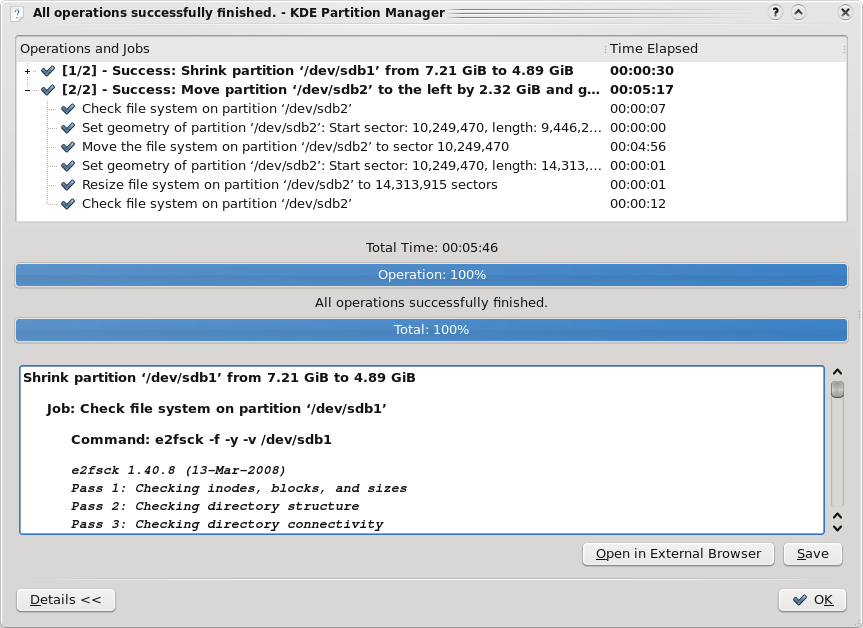 All operations successfully finished. - KDE Partition Manager
Operations and Jobs Time Elapsed
[1/2] - Success: Shrink partition ‘/dev/sdb1’ from 7.21 GiB to 4.89 GiB 00:00:30
[2/2] - Success: Move partition ‘/dev/sdb2’ to the left by 2.32 GiB and g... 00:05:17
Check file system on partition ‘/dev/sdb2’ 00:00:07
Set geometry of partition ‘/dev/sdb2’: Start sector: 10,249,470, length: 9,446,2... 00:00:00
Move the file system on partition ‘/dev/sdb2’ to sector 10,249,470 00:04:56
Set geometry of partition ‘/dev/sdb2’: Start sector: 10,249,470, length: 14,313,... 00:00:01
Resize file system on partition ‘/dev/sdb2’ to 14,313,915 sectors 00:00:01
Check file system on partition ‘/dev/sdb2’ 00:00:12
Total Time: 00:05:46
Operation: 100%
All operations successfully finished.
Total: 100%
Shrink partition ‘/dev/sdb1’ from 7.21 GiB to 4.89 GiB
Job: Check file system on partition ‘/dev/sdb1’
Command: e2fsck -f -y -v /dev/sdb1
e2fsck 1.40.8 (13-Mar-2008)
Pass 1: Checking inodes, blocks, and sizes
Pass 2: Checking directory structure
Pass 3: Checking directory connectivity
Open in External Browser Save
Details << OK